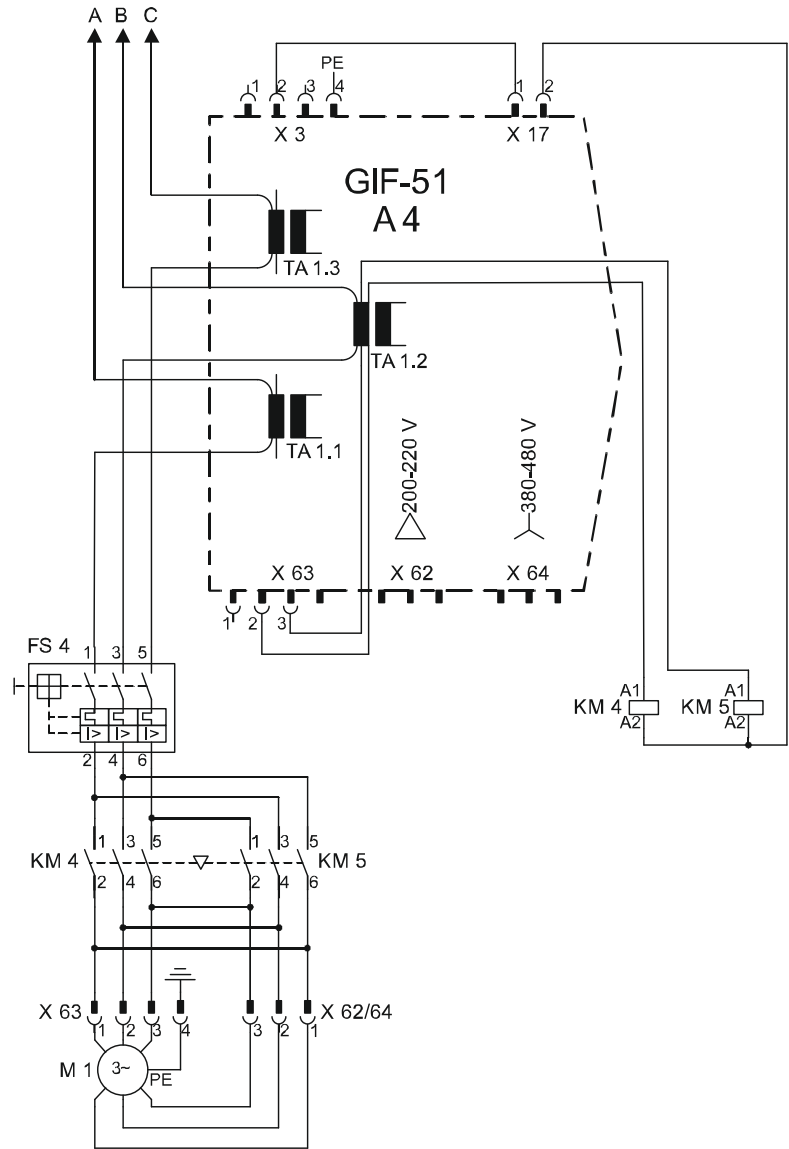 A B C
PE
1 2 3 4 1 2
X 3 X 17
GIF-51
A 4
TA 1.3
TA 1.2
TA 1.1
200-220 V
380-480 V
X 63 X 62 X 64
1 2 3
FS 4
1 3 5
I> I> I>
2 4 6
KM 4 A1 A2
KM 5 A1 A2
1 3 5 1 3 5
KM 4 KM 5
2 4 6 2 4 6
X 63 X 62/64
1 2 3 4 3 2 1
M 1 3~ PE